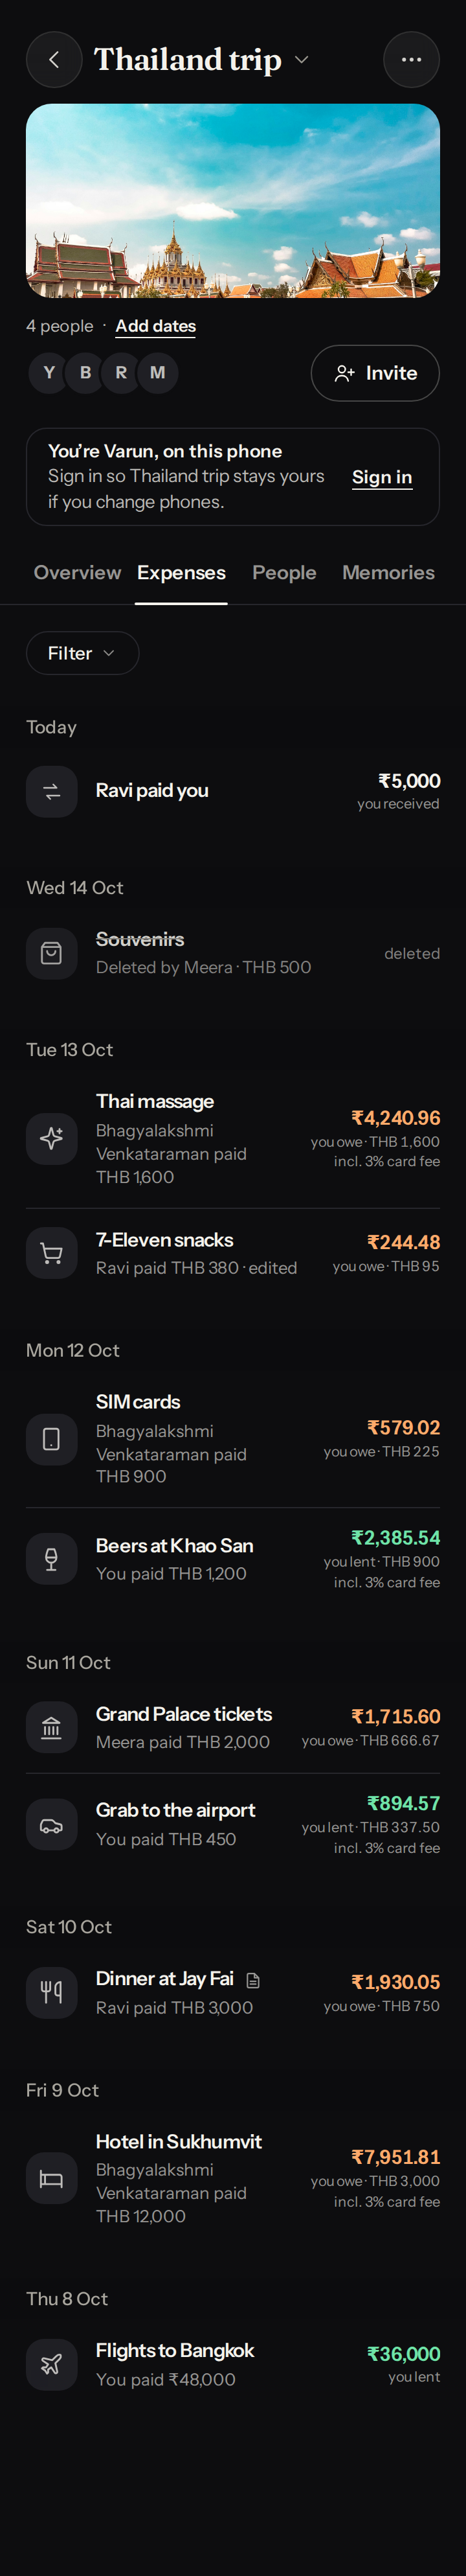 Thailand trip
4 people · Add dates
Y B R M
Invite
You’re Varun, on this phone
Sign in so Thailand trip stays yours
if you change phones.
Sign in
Overview Expenses People Memories
Filter
Today
Ravi paid you
₹5,000
you received
Wed 14 Oct
Souvenirs
Deleted by Meera · THB 500
deleted
Tue 13 Oct
Thai massage
Bhagyalakshmi
Venkataraman paid
THB 1,600
₹4,240.96
you owe · THB 1,600
incl. 3% card fee
7-Eleven snacks
Ravi paid THB 380 · edited
₹244.48
you owe · THB 95
Mon 12 Oct
SIM cards
Bhagyalakshmi
Venkataraman paid
THB 900
₹579.02
you owe · THB 225
Beers at Khao San
You paid THB 1,200
₹2,385.54
you lent · THB 900
incl. 3% card fee
Sun 11 Oct
Grand Palace tickets
Meera paid THB 2,000
₹1,715.60
you owe · THB 666.67
Grab to the airport
You paid THB 450
₹894.57
you lent · THB 337.50
incl. 3% card fee
Sat 10 Oct
Dinner at Jay Fai
Ravi paid THB 3,000
₹1,930.05
you owe · THB 750
Fri 9 Oct
Hotel in Sukhumvit
Bhagyalakshmi
Venkataraman paid
THB 12,000
₹7,951.81
you owe · THB 3,000
incl. 3% card fee
Thu 8 Oct
Flights to Bangkok
You paid ₹48,000
₹36,000
you lent